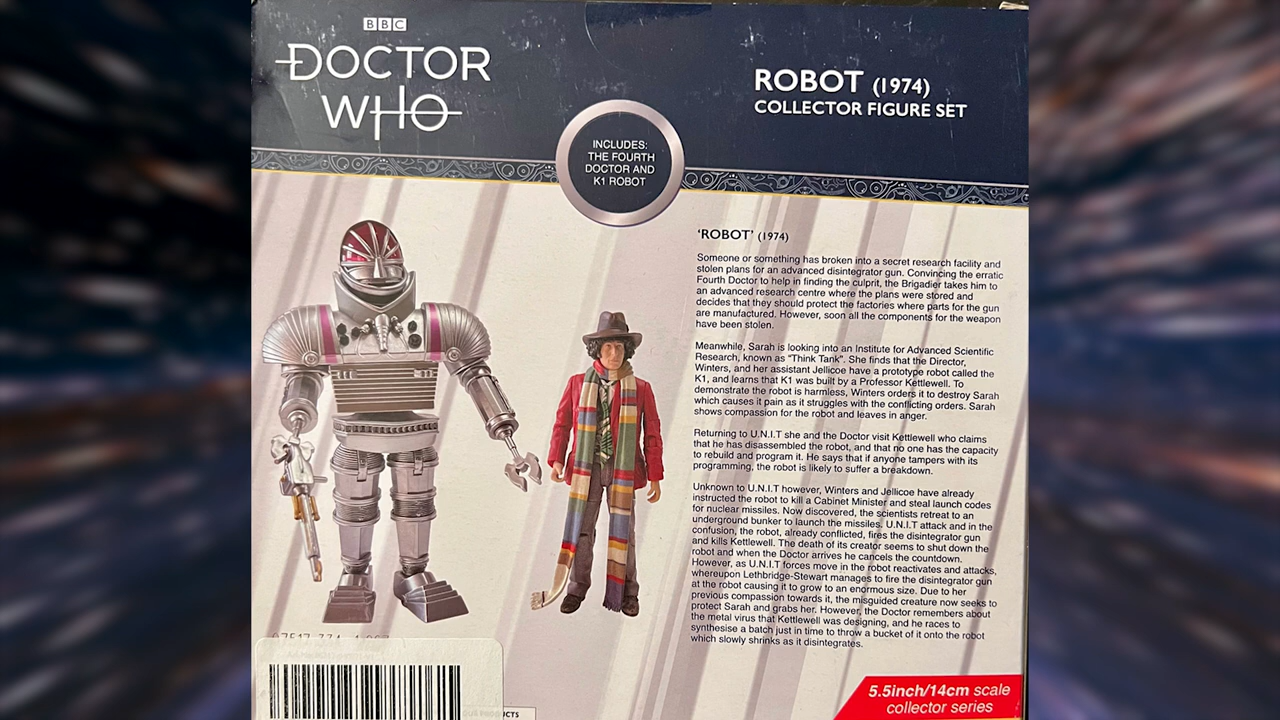 BBC
DOCTOR
WHO
ROBOT (1974)
COLLECTOR FIGURE SET
INCLUDES:
THE FOURTH
DOCTOR AND
K1 ROBOT
‘ROBOT’ (1974)
Someone or something has broken into a secret research facility and
stolen plans for an advanced disintegrator gun. Convincing the erratic
Fourth Doctor to help in finding the culprit, the Brigadier takes him to
an advanced research centre where the plans were stored and
decides that they should protect the factories where parts for the gun
are manufactured. However, soon all the components for the weapon
have been stolen.
Meanwhile, Sarah is looking into an Institute for Advanced Scientific
Research, known as “Think Tank”. She finds that the Director,
Winters, and her assistant Jellicoe have a prototype robot called the
K1, and learns that K1 was built by a Professor Kettlewell. To
demonstrate the robot is harmless, Winters orders it to destroy Sarah
which causes it pain as it struggles with the conflicting orders. Sarah
shows compassion for the robot and leaves in anger.
Returning to U.N.I.T she and the Doctor visit Kettlewell who claims
that he has disassembled the robot, and that no one has the capacity
to rebuild and program it. He says that if anyone tampers with its
programming, the robot is likely to suffer a breakdown.
Unknown to U.N.I.T however, Winters and Jellicoe have already
instructed the robot to kill a Cabinet Minister and steal launch codes
for nuclear missiles. Now discovered, the scientists retreat to an
underground bunker to launch the missiles. U.N.I.T attack and in the
confusion, the robot, already conflicted, fires the disintegrator gun
and kills Kettlewell. The death of its creator seems to shut down the
robot and when the Doctor arrives he cancels the countdown.
However, as U.N.I.T forces move in the robot reactivates and attacks,
whereupon Lethbridge-Stewart manages to fire the disintegrator gun
at the robot causing it to grow to an enormous size. Due to her
previous compassion towards it, the misguided creature now seeks to
protect Sarah and grabs her. However, the Doctor remembers about
the metal virus that Kettlewell was designing, and he races to
synthesise a batch just in time to throw a bucket of it onto the robot
which slowly shrinks as it disintegrates.
OUR PRODUCTS
5.5inch/14cm scale
collector series